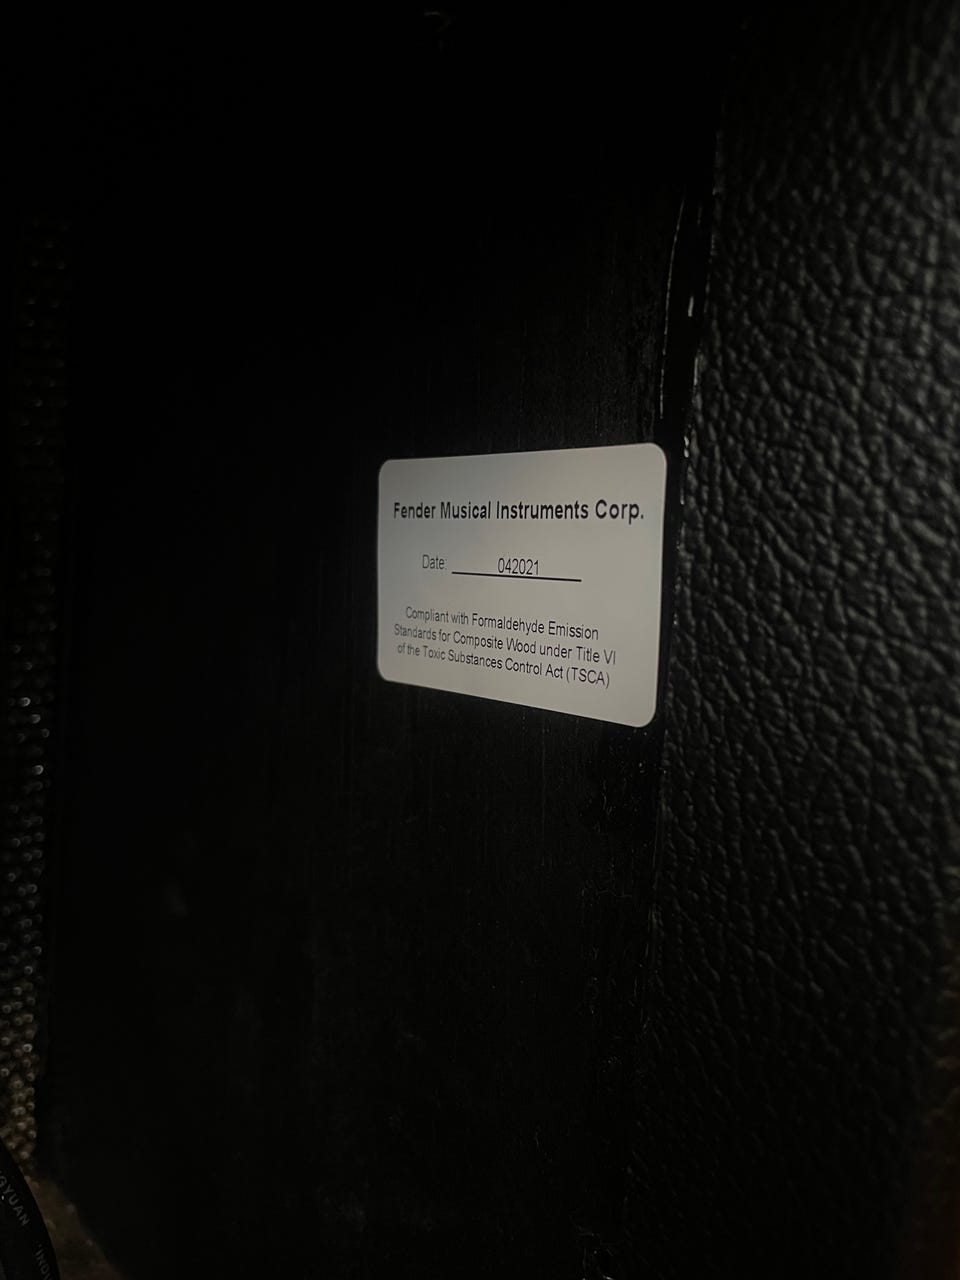 Fender Musical Instruments Corp.
Date: 042021
Compliant with Formaldehyde Emission
Standards for Composite Wood under Title VI
of the Toxic Substances Control Act (TSCA)